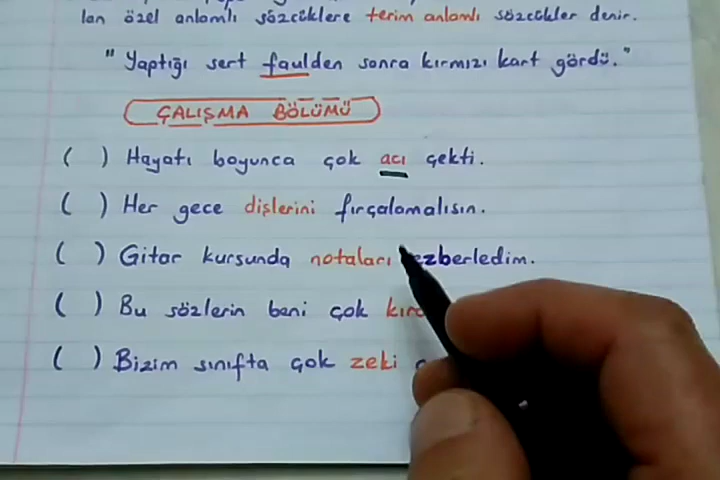 lan özel anlamlı sözcüklere terim anlamlı sözcükler denir.
"Yaptığı sert faulden sonra kırmızı kart gördü."
ÇALIŞMA BÖLÜMÜ
( ) Hayatı boyunca çok acı çekti.
( ) Her gece dişlerini fırçalamalısın.
( ) Gitar kursunda notaları ezberledim.
( ) Bu sözlerin beni çok
( ) Bizim sınıfta çok zeki